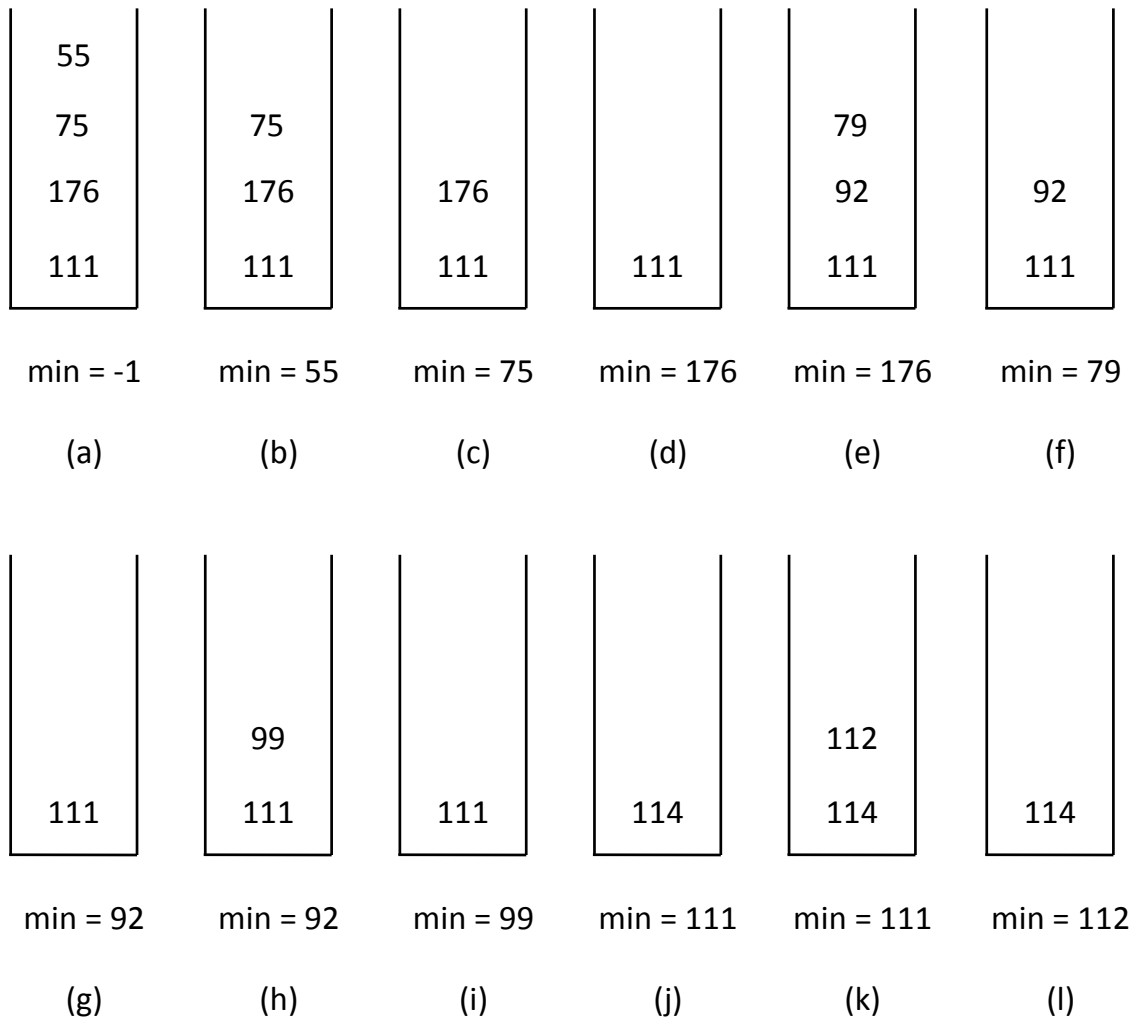 55
75 75 79
176 176 176 92 92
111 111 111 111 111 111
min = -1 min = 55 min = 75 min = 176 min = 176 min = 79
(a) (b) (c) (d) (e) (f)
99 112
111 111 111 114 114 114
min = 92 min = 92 min = 99 min = 111 min = 111 min = 112
(g) (h) (i) (j) (k) (l)